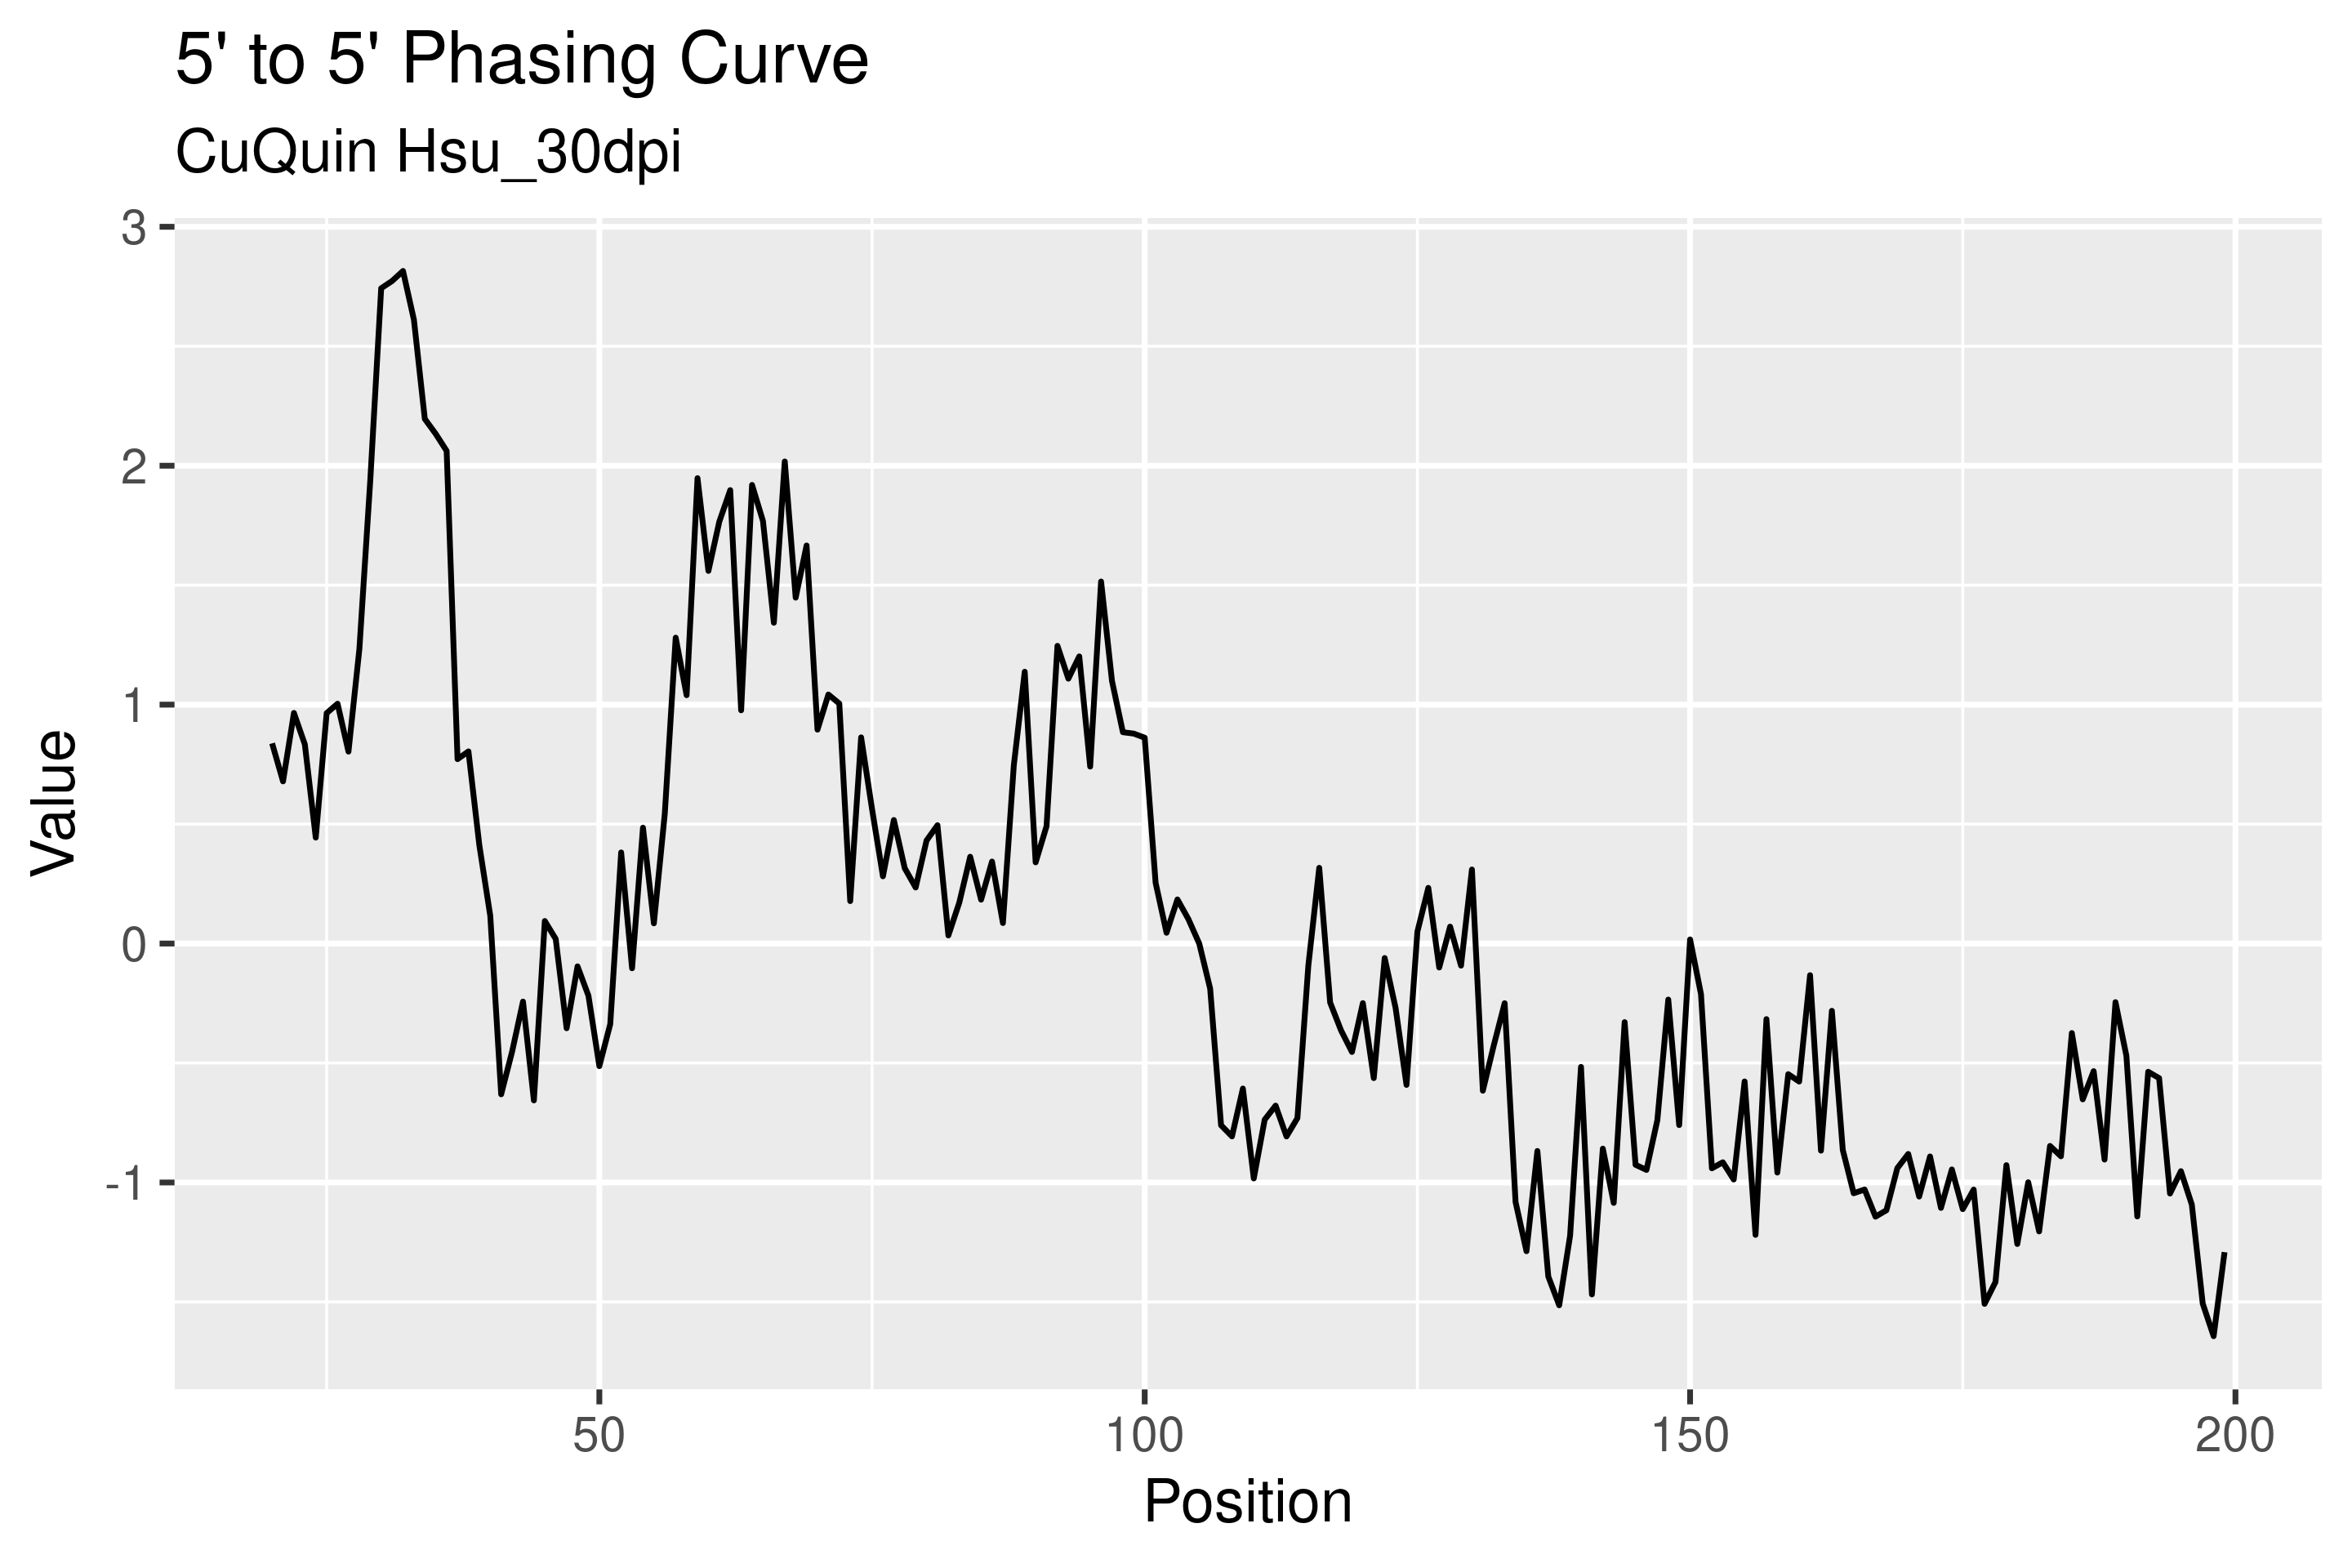 5' to 5' Phasing Curve
CuQuin Hsu_30dpi
3
2
1
0
-1
Value
50 100 150 200
Position